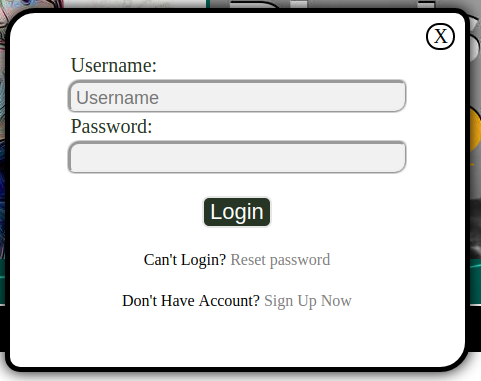 X
Username:
Username
Password:
Login
Can't Login? Reset password
Don't Have Account? Sign Up Now